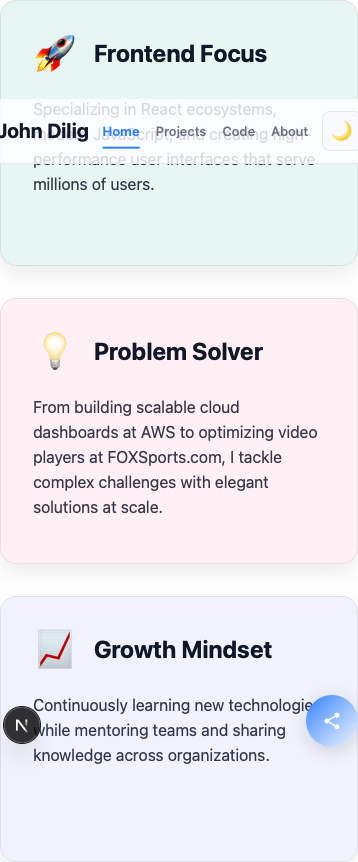 Frontend Focus
Specializing in React ecosystems,
John Dilig Home Projects Code About
JavaScript, and creating high-
performance user interfaces that serve
millions of users.
Problem Solver
From building scalable cloud
dashboards at AWS to optimizing video
players at FOXSports.com, I tackle
complex challenges with elegant
solutions at scale.
Growth Mindset
Continuously learning new
while mentoring teams and sharing
knowledge across organizations.
N